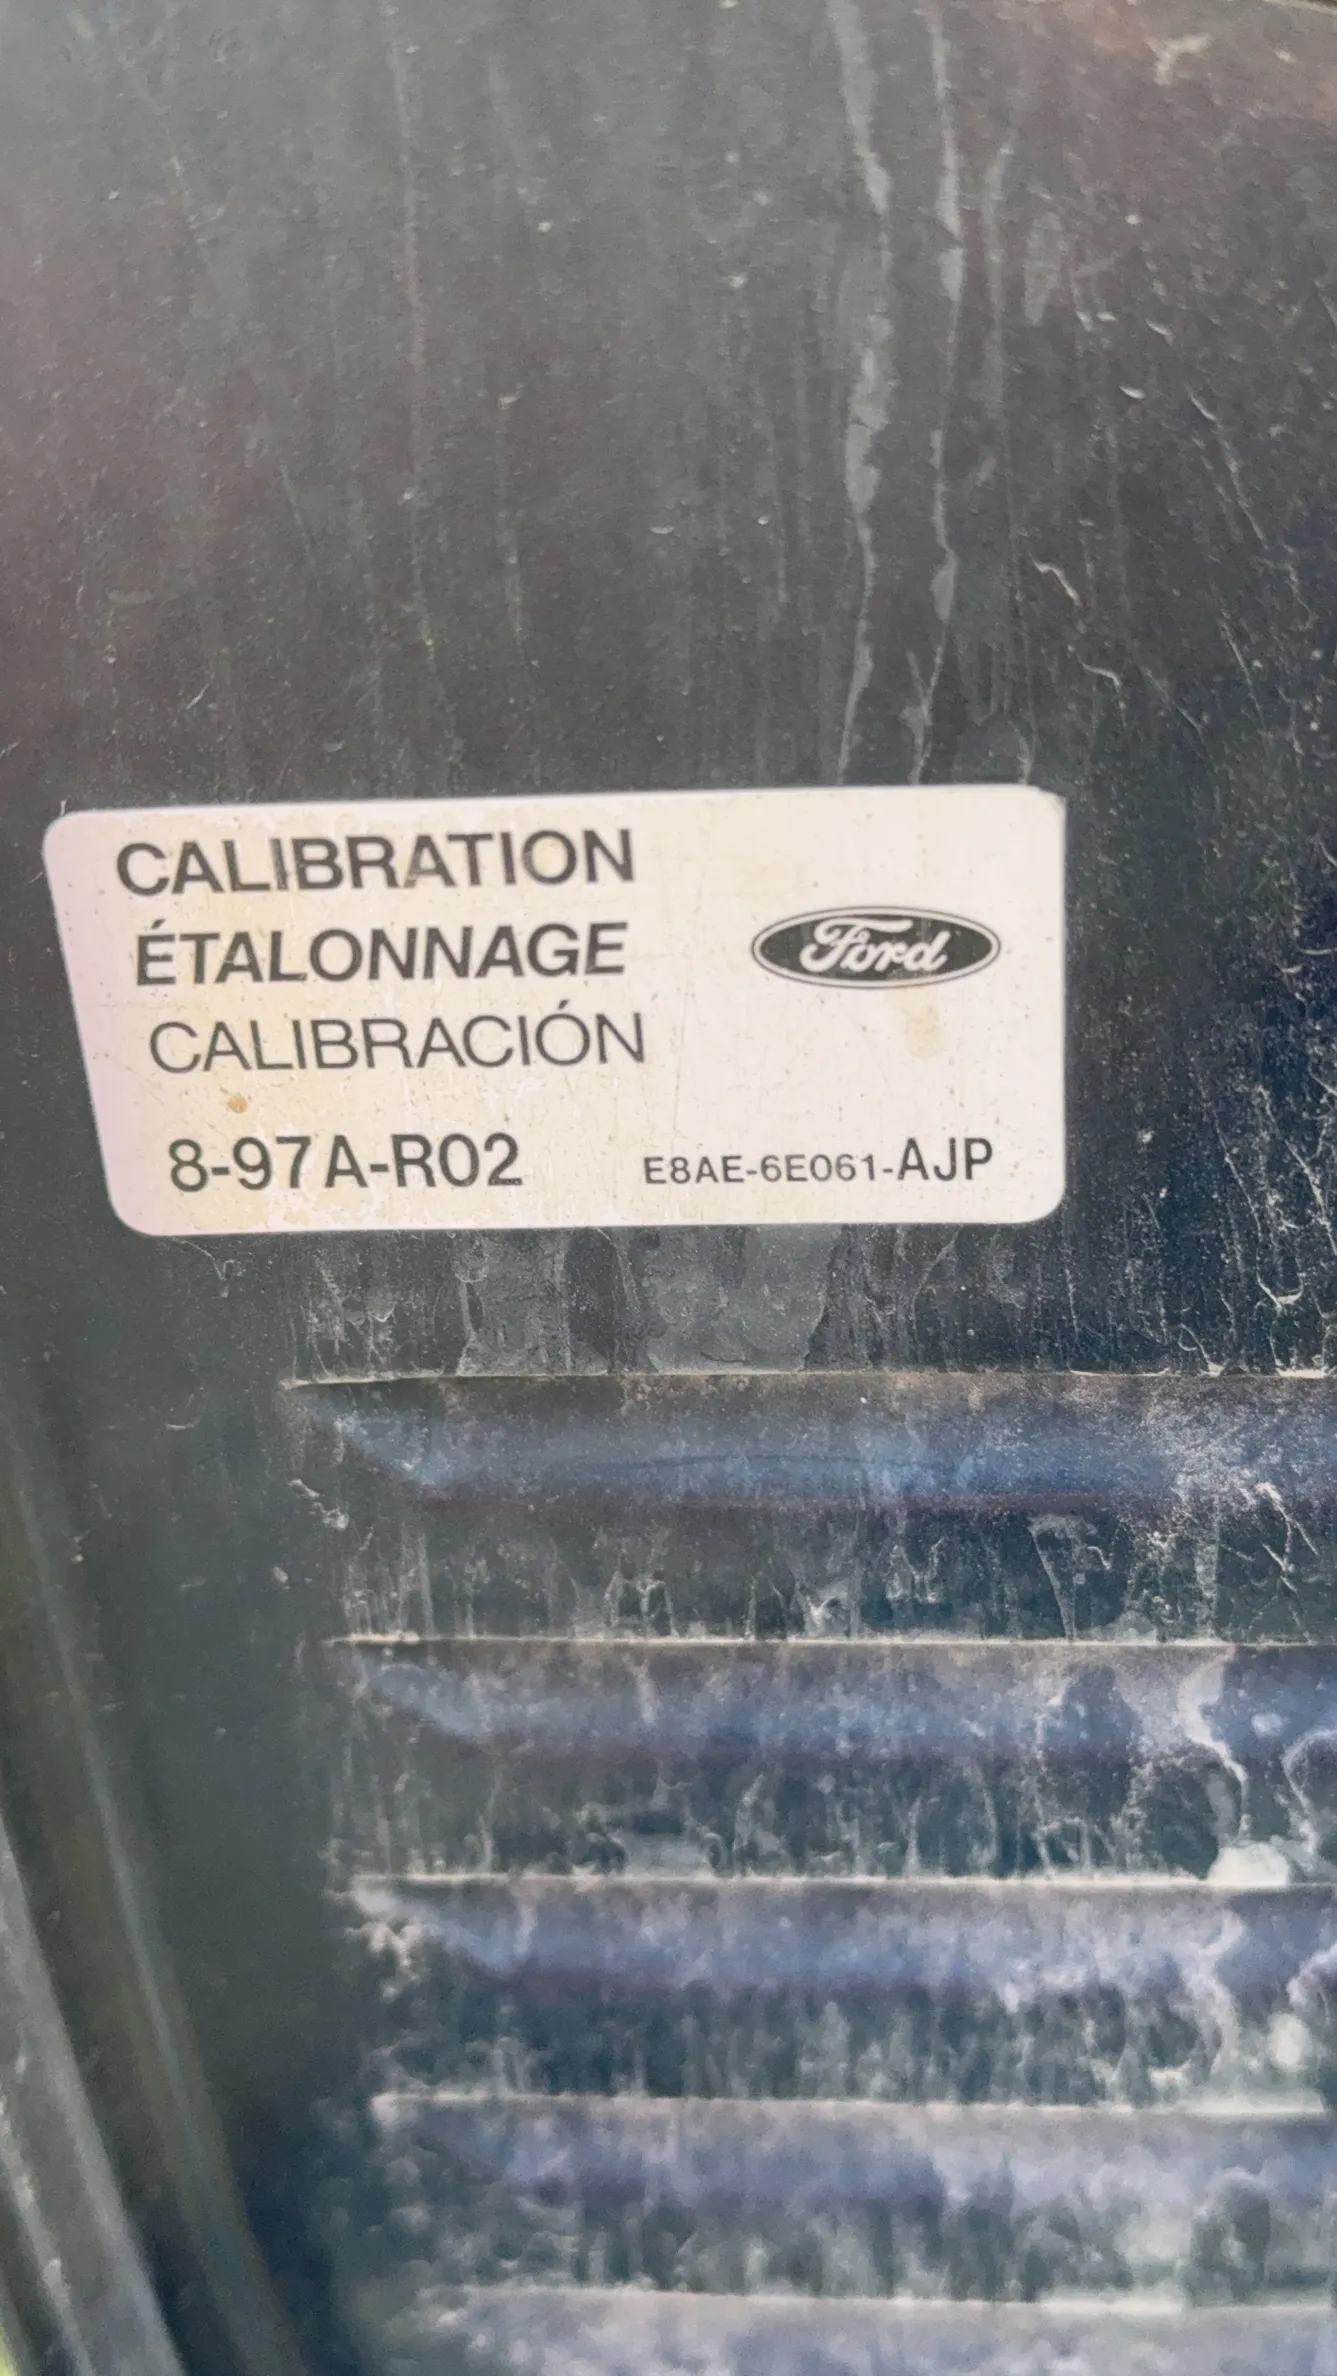 CALIBRATION
ÉTALONNAGE
CALIBRACIÓN
Ford
8-97A-R02 E8AE-6E061-AJP